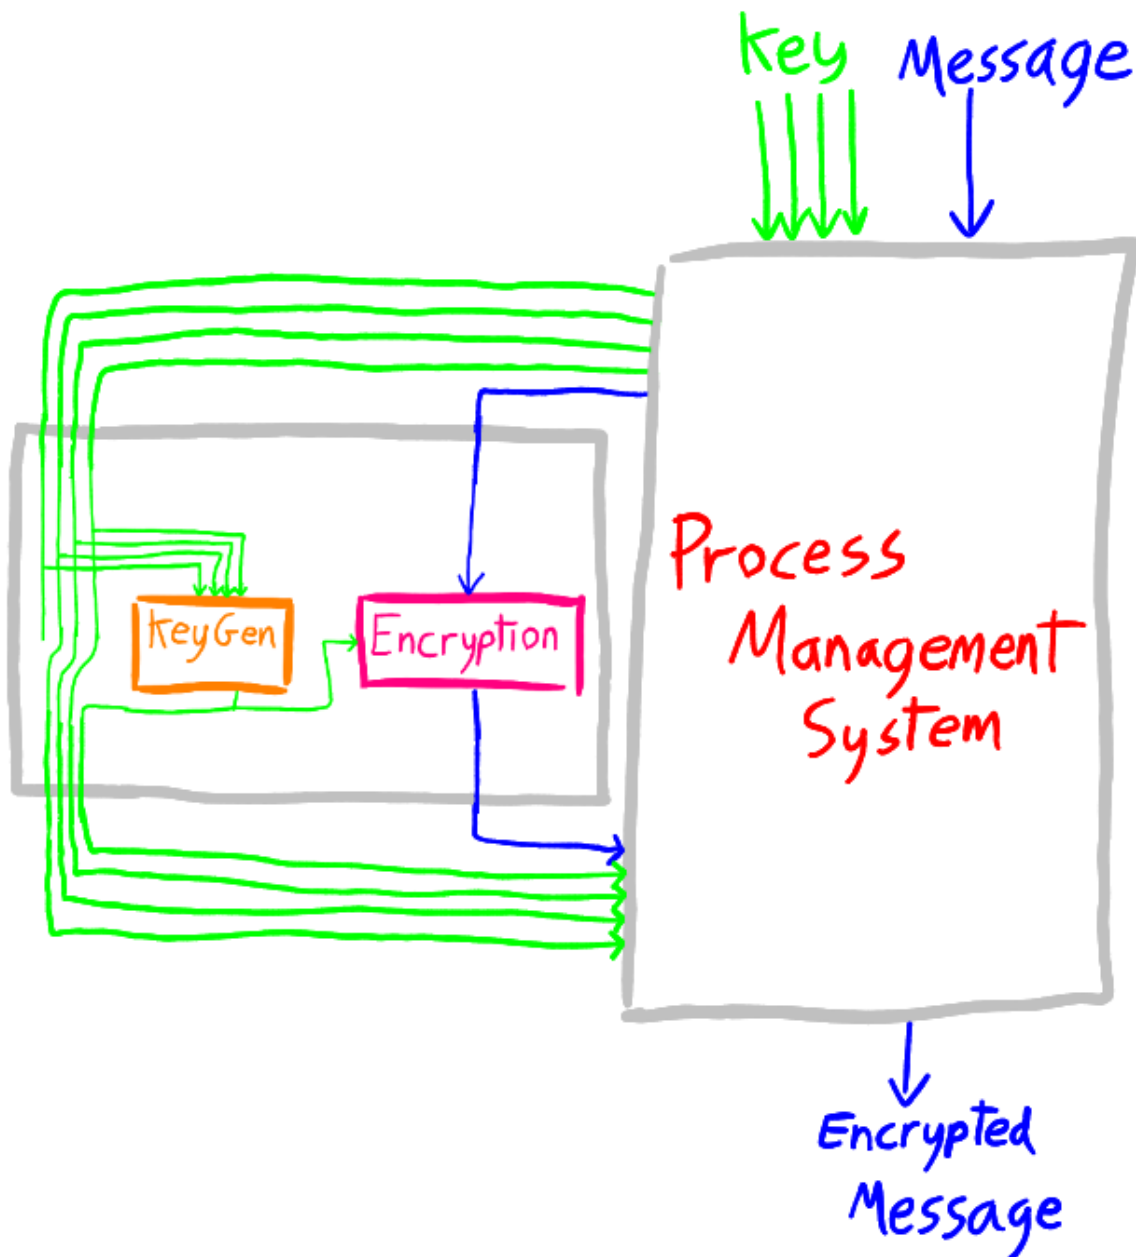 Key
Message
Process
Management
System
KeyGen
Encryption
Encrypted
Message